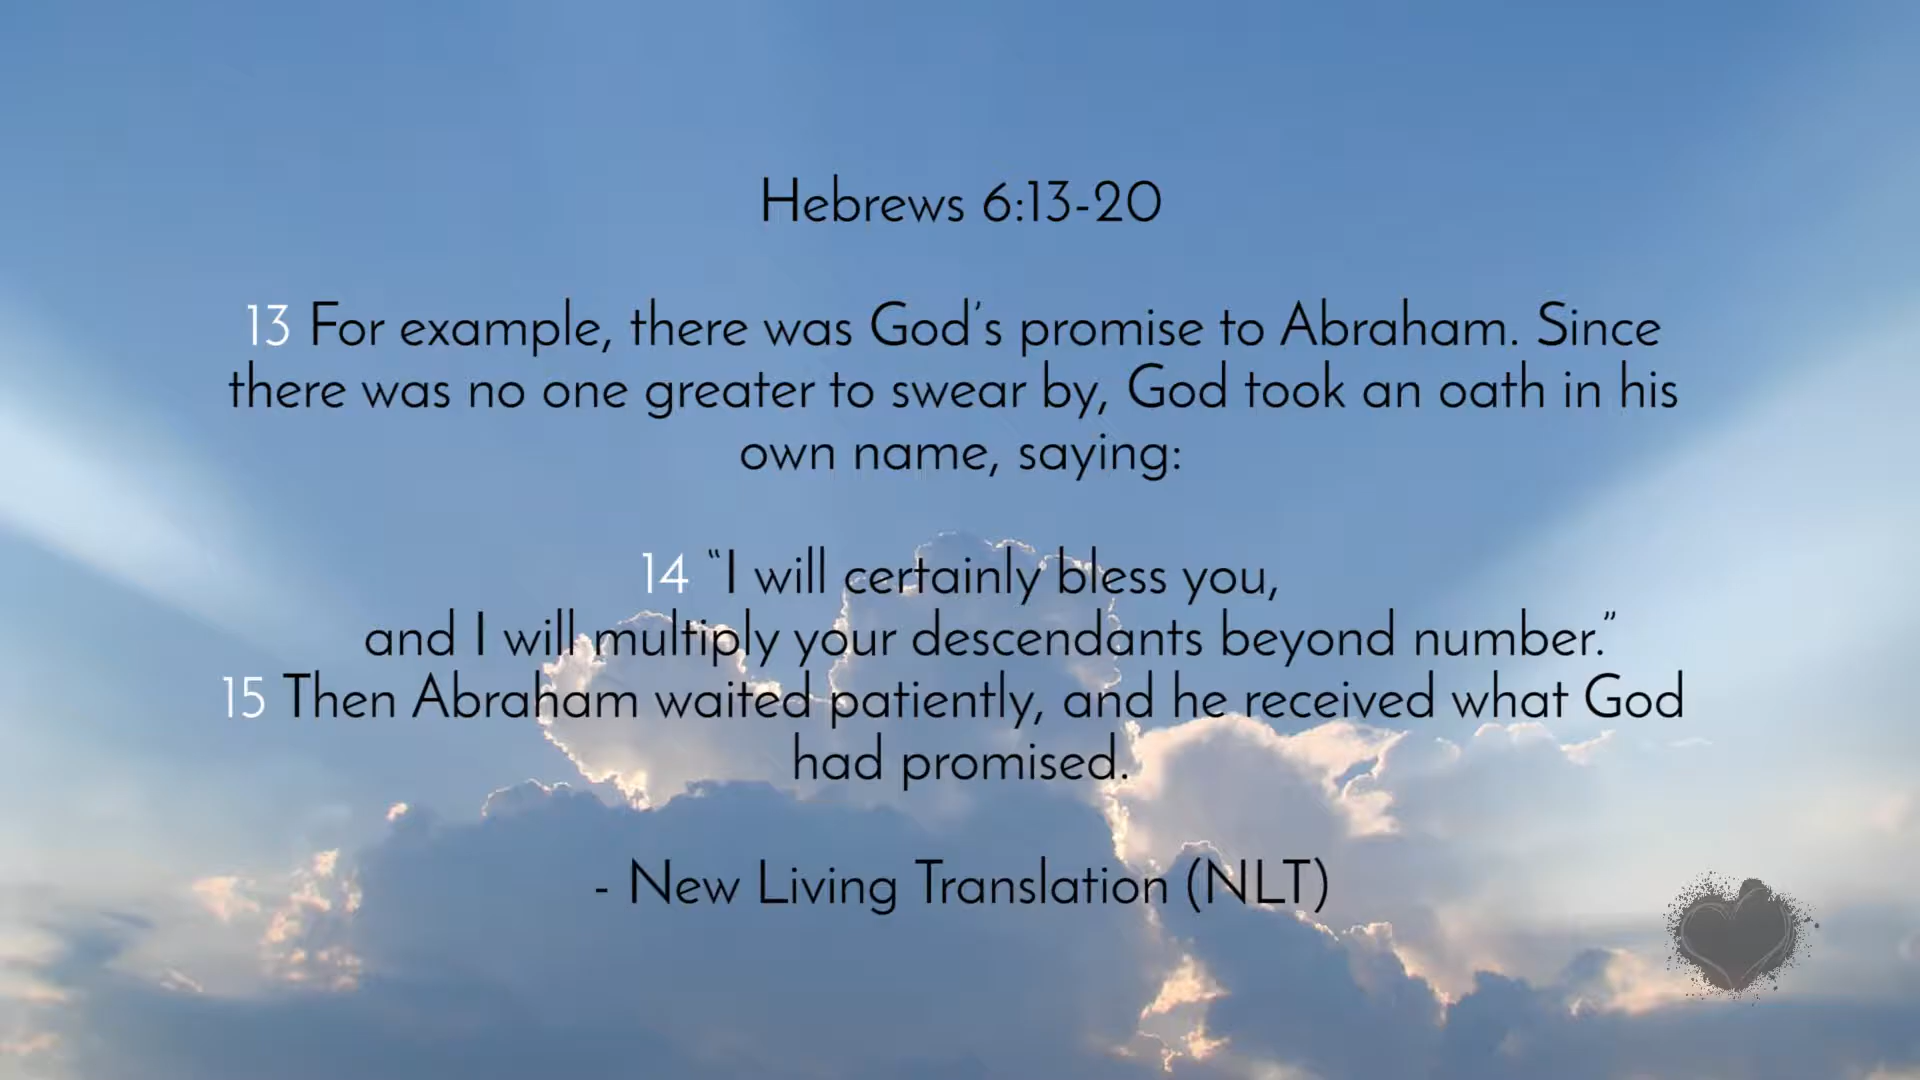 Hebrews 6:13-20
13 For example, there was God's promise to Abraham. Since
there was no one greater to swear by, God took an oath in his
own name, saying:
14 “I will certainly bless you,
and I will multiply your descendants beyond number.”
15 Then Abraham waited patiently, and he received what God
had promised.
- New Living Translation (NLT)